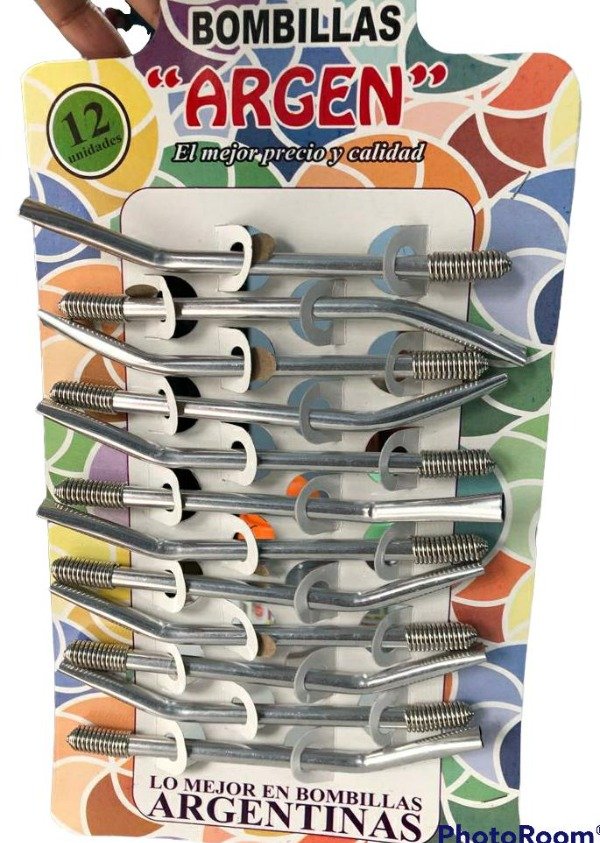 BOMBILLAS
"ARGEN"
12
unidades
El mejor precio y calidad
LO MEJOR EN BOMBILLAS
ARGENTINAS
PhotoRoom